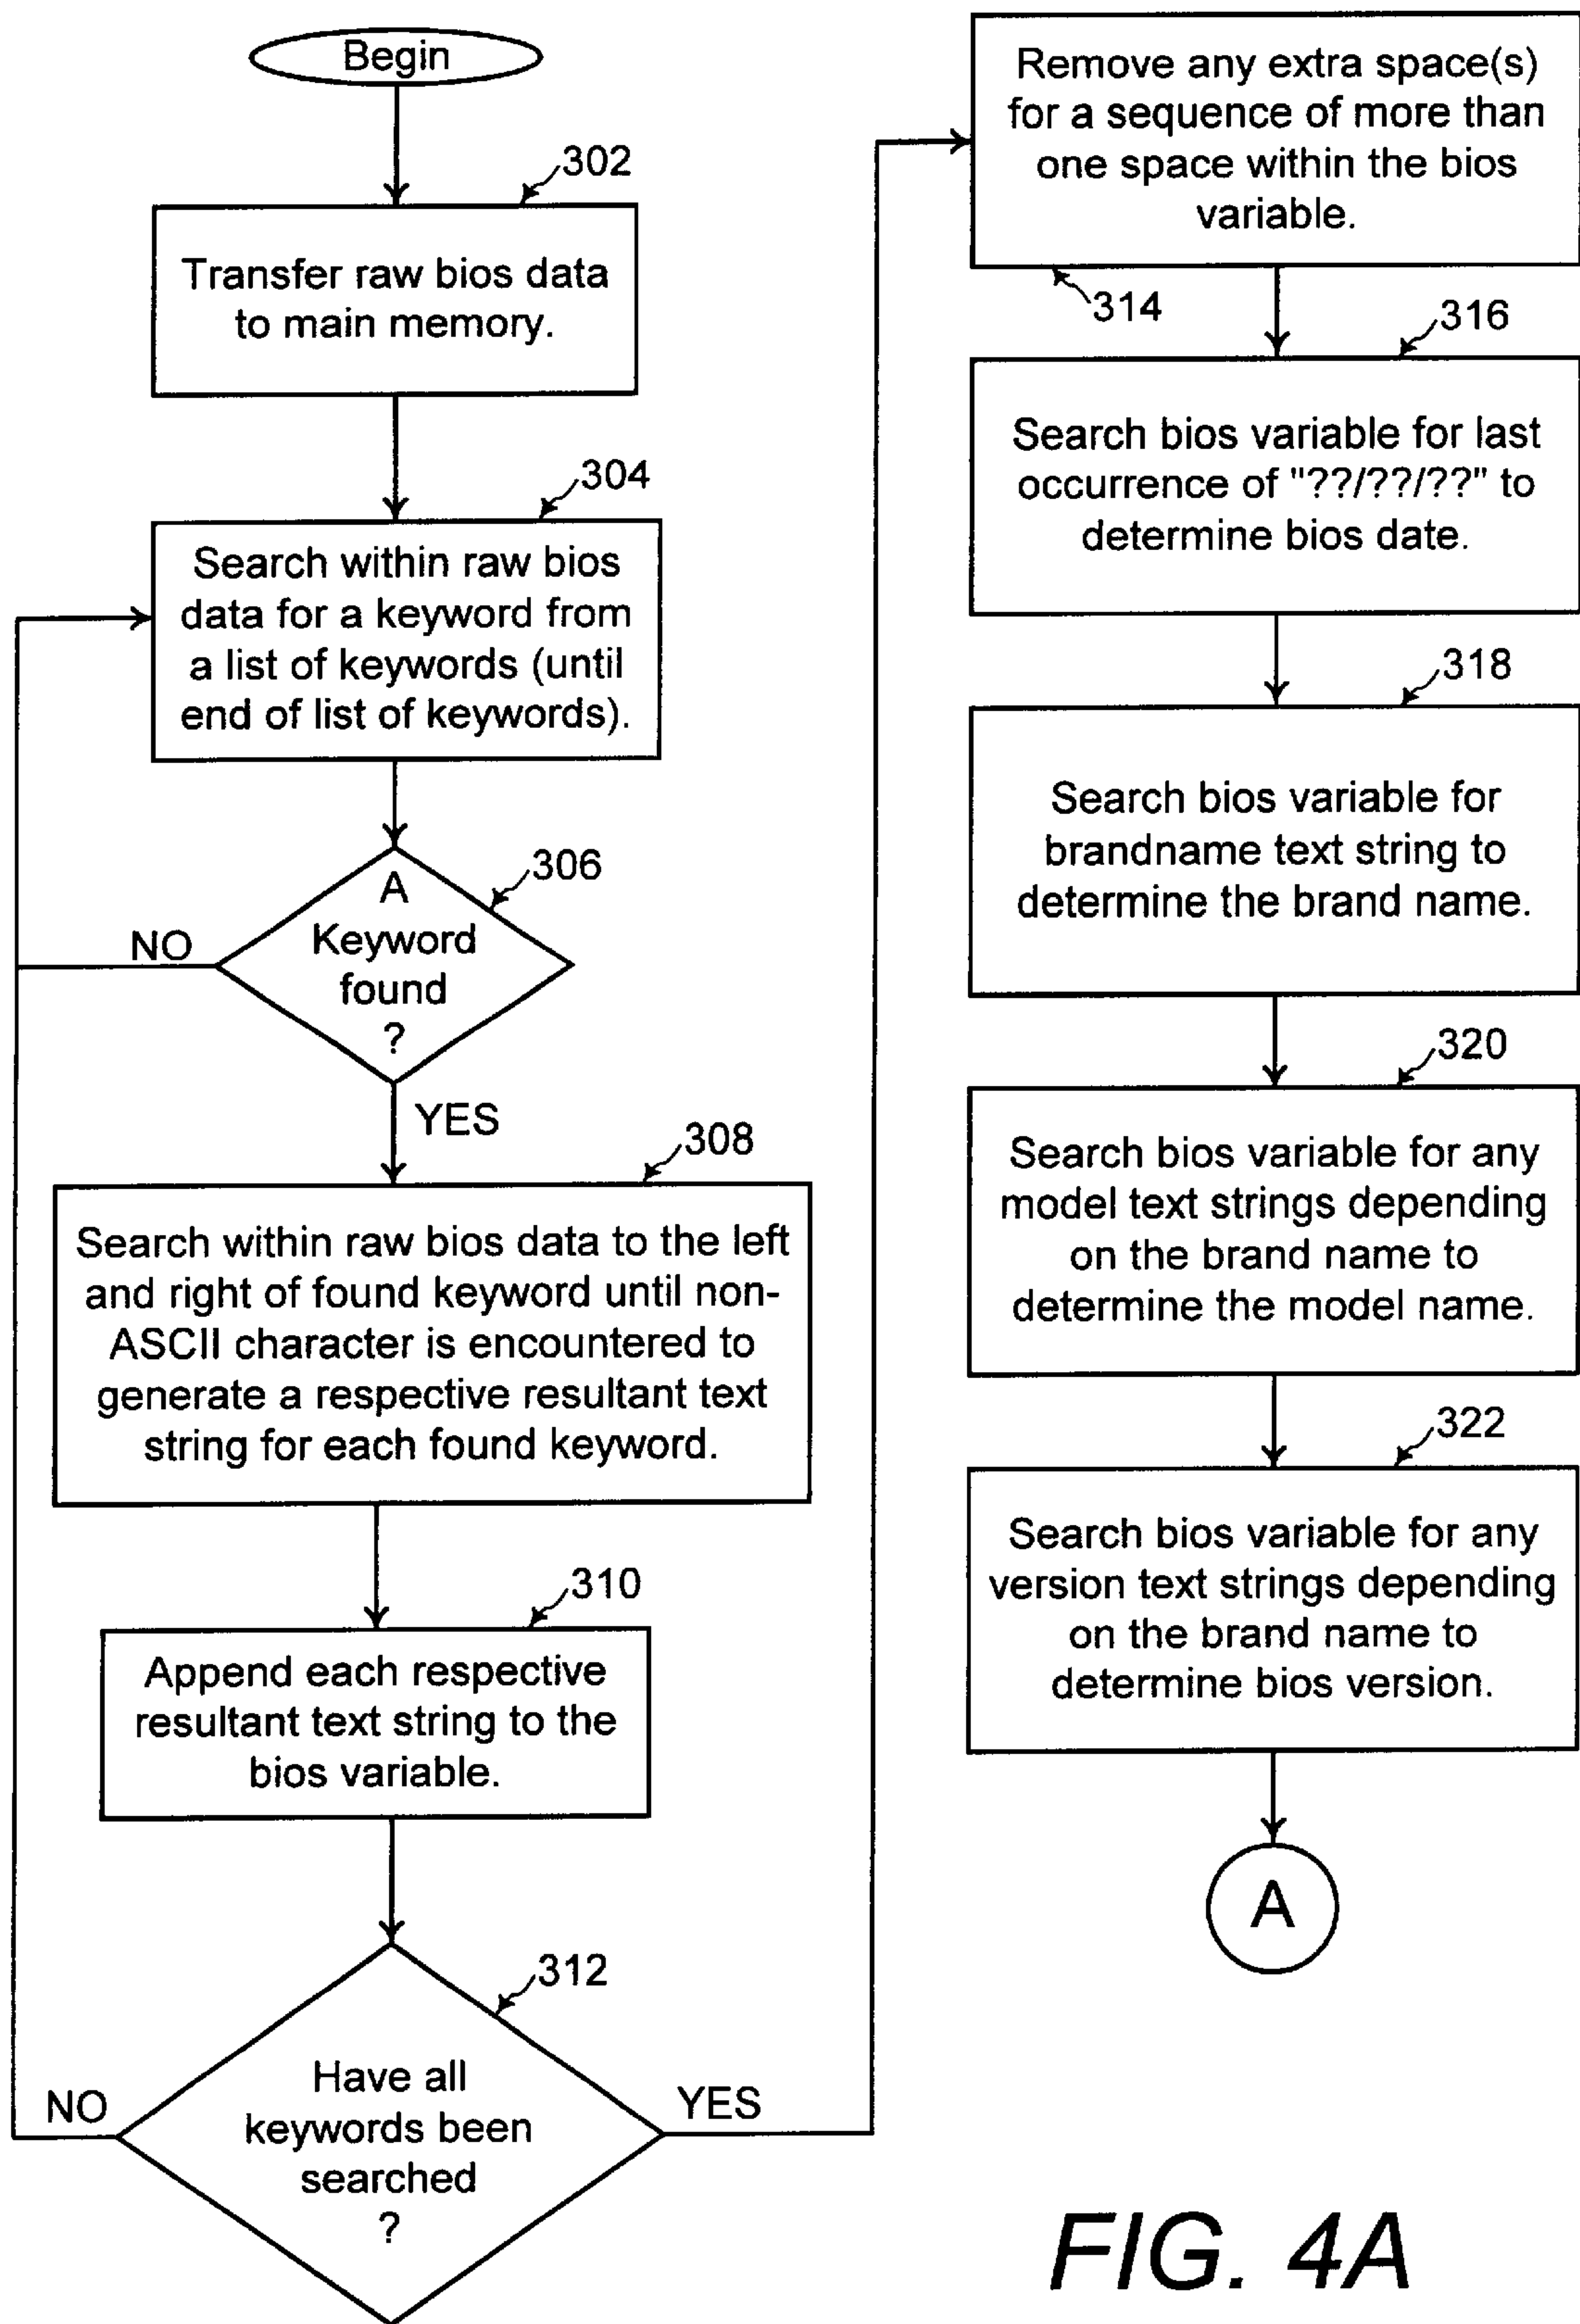 Begin
302
Transfer raw bios data
to main memory.
304
Search within raw bios
data for a keyword from
a list of keywords (until
end of list of keywords).
306
A
Keyword
found
?
NO
YES
308
Search within raw bios data to the left
and right of found keyword until non-
ASCII character is encountered to
generate a respective resultant text
string for each found keyword.
310
Append each respective
resultant text string to the
bios variable.
312
Have all
keywords been
searched
?
NO
YES
Remove any extra space(s)
for a sequence of more than
one space within the bios
variable.
314
316
Search bios variable for last
occurrence of "??/??/??" to
determine bios date.
318
Search bios variable for
brandname text string to
determine the brand name.
320
Search bios variable for any
model text strings depending
on the brand name to
determine the model name.
322
Search bios variable for any
version text strings depending
on the brand name to
determine bios version.
A
FIG. 4A